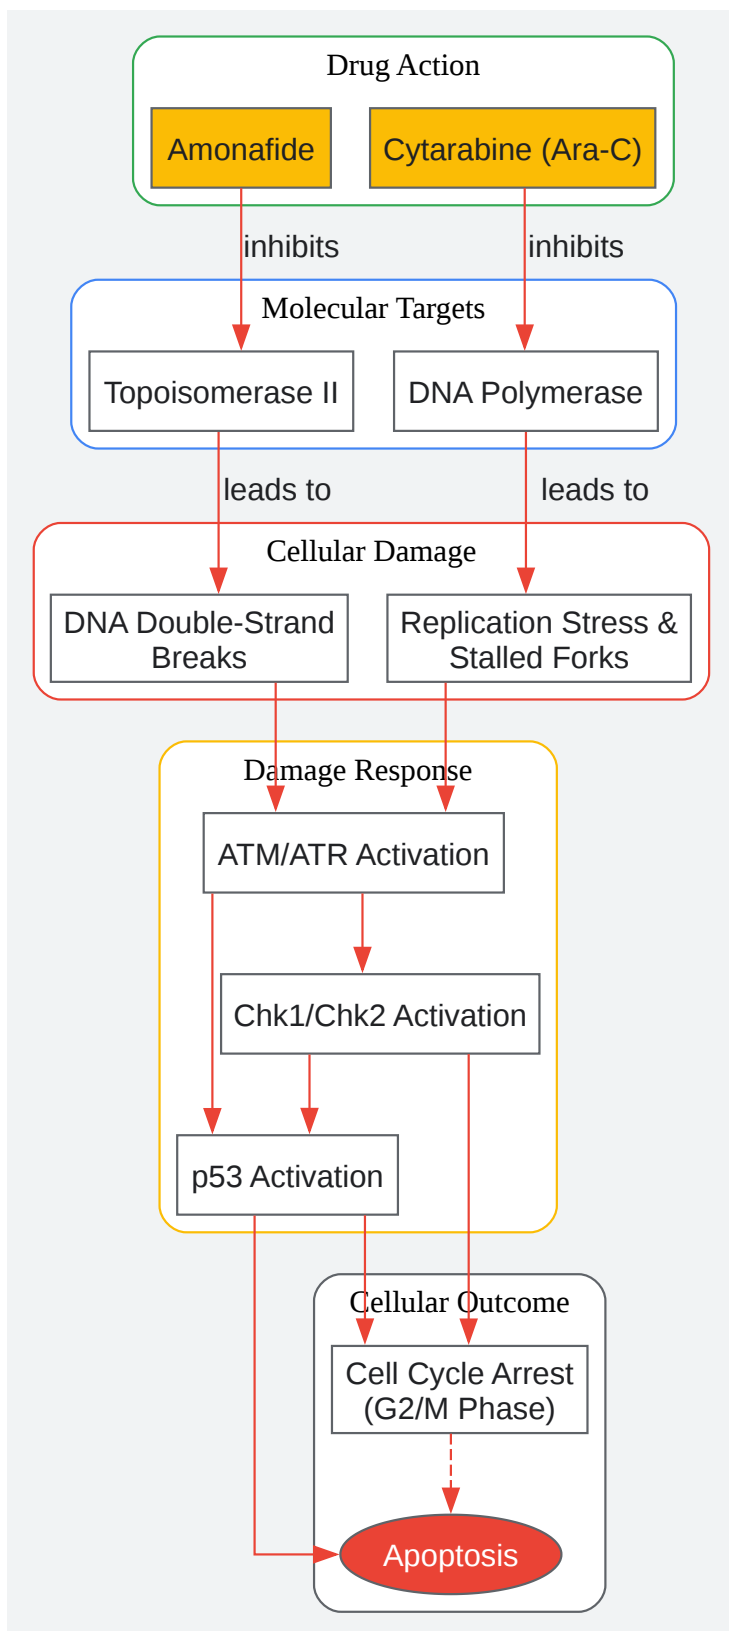 Drug Action
Amonafide
Cytarabine (Ara-C)
inhibits
inhibits
Molecular Targets
Topoisomerase II
DNA Polymerase
leads to
leads to
Cellular Damage
DNA Double-Strand
Breaks
Replication Stress &
Stalled Forks
Damage Response
ATM/ATR Activation
Chk1/Chk2 Activation
p53 Activation
Cellular Outcome
Cell Cycle Arrest
(G2/M Phase)
Apoptosis